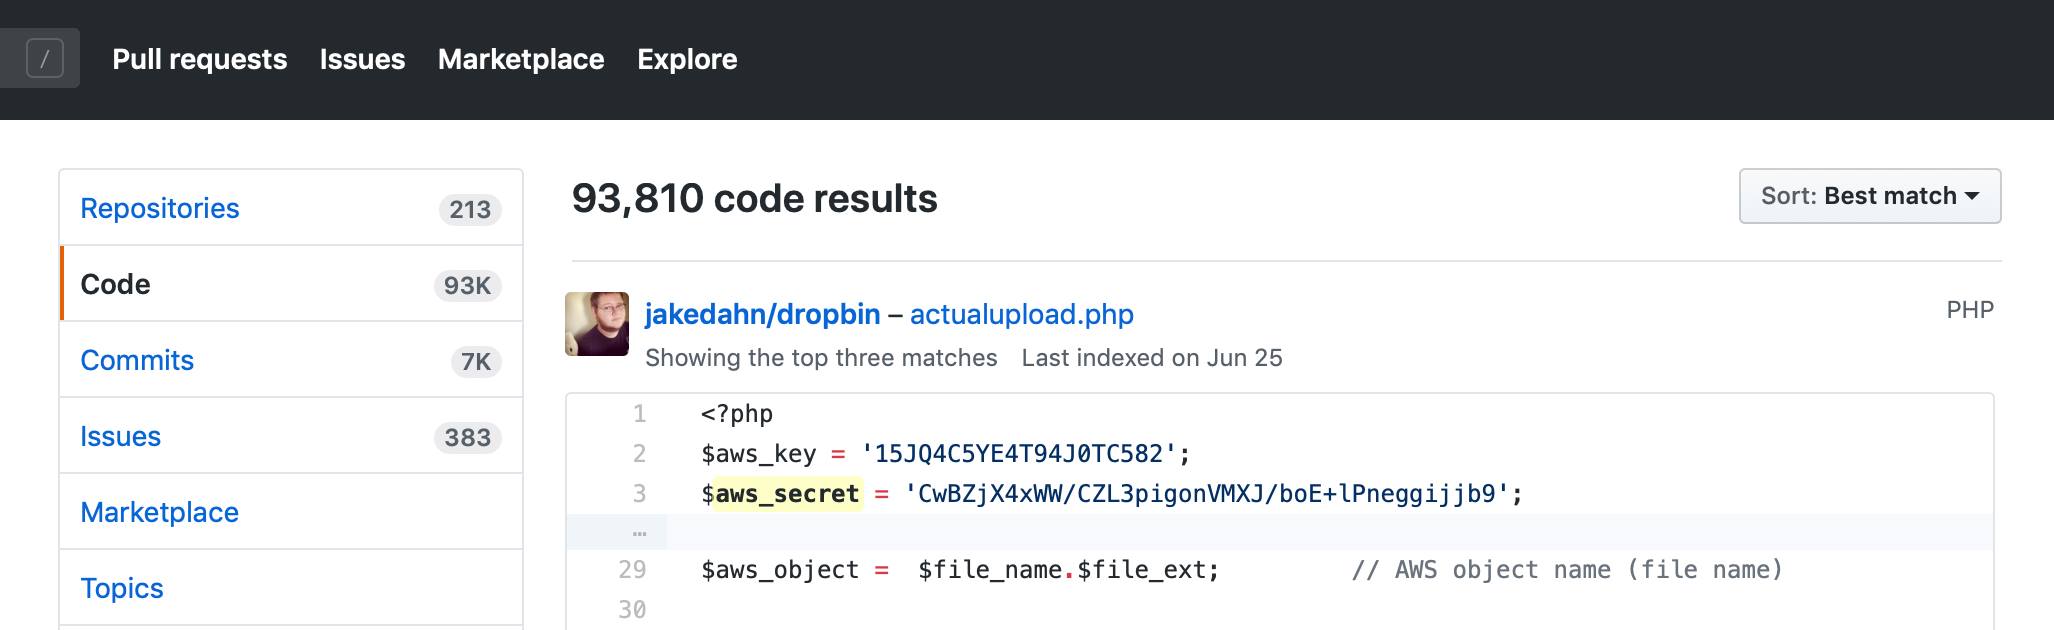 / Pull requests Issues Marketplace Explore
Repositories 213
Code 93K
Commits 7K
Issues 383
Marketplace
Topics
93,810 code results
Sort: Best match
jakedahn/dropbin – actualupload.php
PHP
Showing the top three matches Last indexed on Jun 25
1 <?php
2 $aws_key = '15JQ4C5YE4T94J0TC582';
3 $aws_secret = 'CwBZjX4xWW/CZL3pigonVMXJ/boE+lPneggijjb9';
…
29 $aws_object = $file_name.$file_ext; // AWS object name (file name)
30